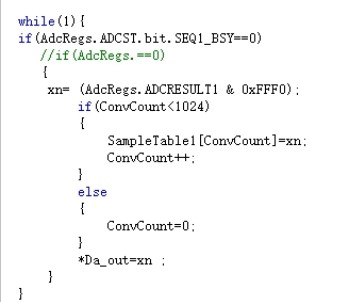 while(1){
if(AdcRegs.ADCST.bit.SEQ1_BSY==0)
//if(AdcRegs.==0)
{
xn= (AdcRegs.ADCRESULT1 & 0xFFF0);
if(ConvCount<1024)
{
SampleTable1[ConvCount]=xn;
ConvCount++;
}
else
{
ConvCount=0;
}
*Da_out=xn ;
}
}